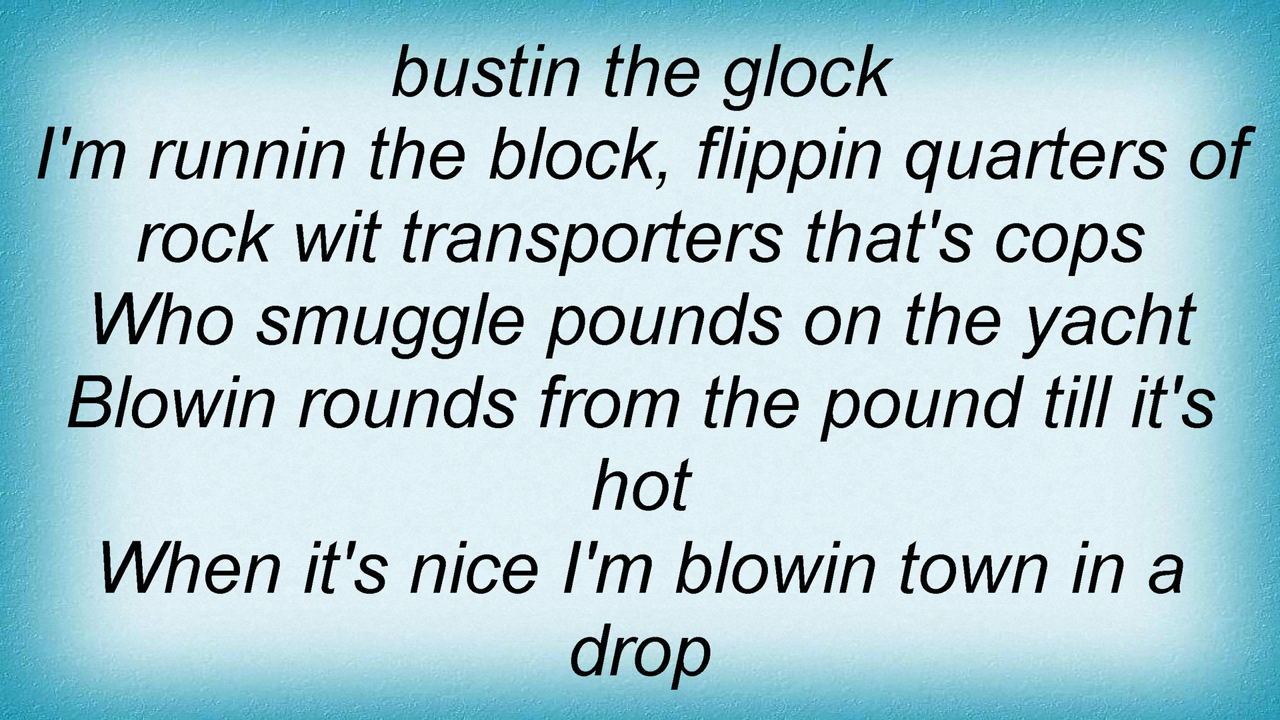 bustin the glock
I'm runnin the block, flippin quarters of
rock wit transporters that's cops
Who smuggle pounds on the yacht
Blowin rounds from the pound till it's
hot
When it's nice I'm blowin town in a
drop